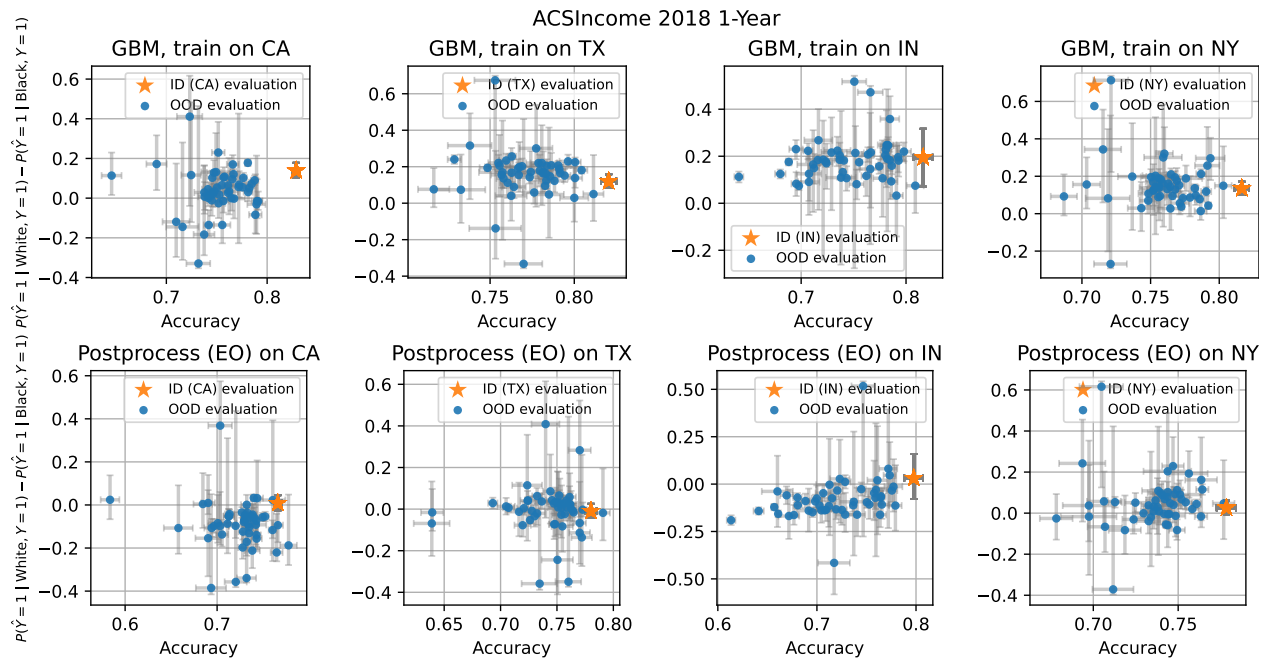 ACSIncome 2018 1-Year
GBM, train on CA
GBM, train on TX
GBM, train on IN
GBM, train on NY
P(Ŷ = 1 | White, Y = 1) − P(Ŷ = 1 | Black, Y = 1)
0.6
0.4
0.2
0.0
−0.2
−0.4
ID (CA) evaluation
OOD evaluation
0.7
0.8
Accuracy
0.6
0.4
0.2
0.0
−0.2
−0.4
ID (TX) evaluation
OOD evaluation
0.75
0.80
Accuracy
0.4
0.2
0.0
−0.2
ID (IN) evaluation
OOD evaluation
0.7
0.8
Accuracy
0.6
0.4
0.2
0.0
−0.2
ID (NY) evaluation
OOD evaluation
0.70
0.75
0.80
Accuracy
Postprocess (EO) on CA
Postprocess (EO) on TX
Postprocess (EO) on IN
Postprocess (EO) on NY
P(Ŷ = 1 | White, Y = 1) − P(Ŷ = 1 | Black, Y = 1)
0.6
0.4
0.2
0.0
−0.2
−0.4
ID (CA) evaluation
OOD evaluation
0.6
0.7
Accuracy
0.6
0.4
0.2
0.0
−0.2
−0.4
ID (TX) evaluation
OOD evaluation
0.65
0.70
0.75
0.80
Accuracy
0.50
0.25
0.00
−0.25
−0.50
ID (IN) evaluation
OOD evaluation
0.6
0.7
0.8
Accuracy
0.6
0.4
0.2
0.0
−0.2
−0.4
ID (NY) evaluation
OOD evaluation
0.70
0.75
Accuracy